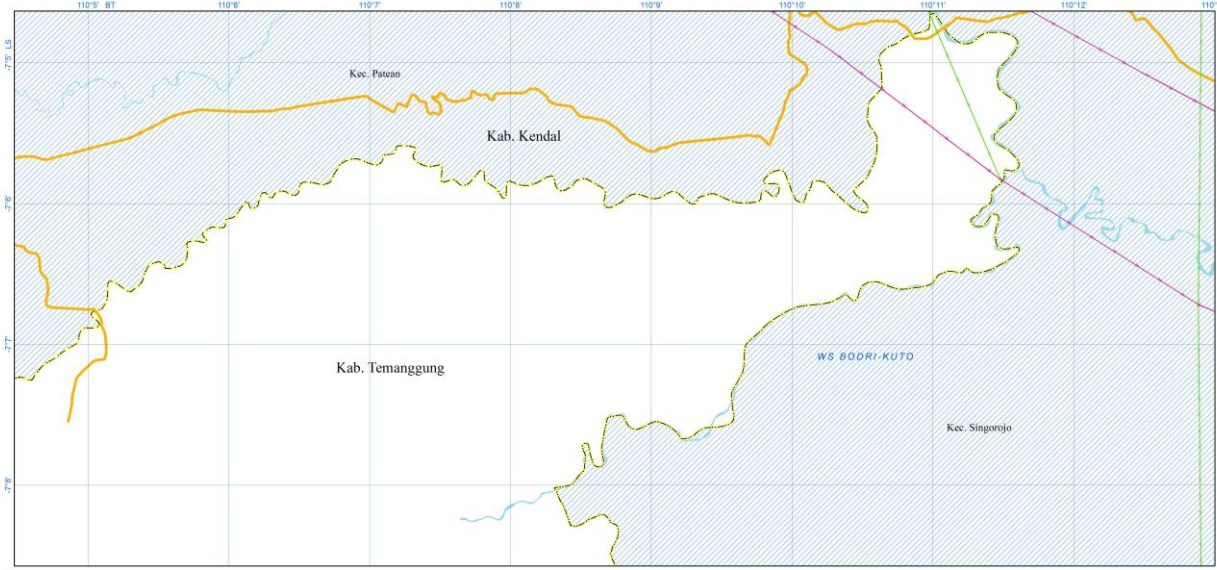 110°5' BT
110°6'
110°7'
110°8'
110°9'
110°10'
110°11'
110°12'
-7°5' LS
Kec. Patean
Kab. Kendal
-7°6'
-7°7'
WS BODRI-KUTO
Kab. Temanggung
Kec. Singorojo
-7°8'